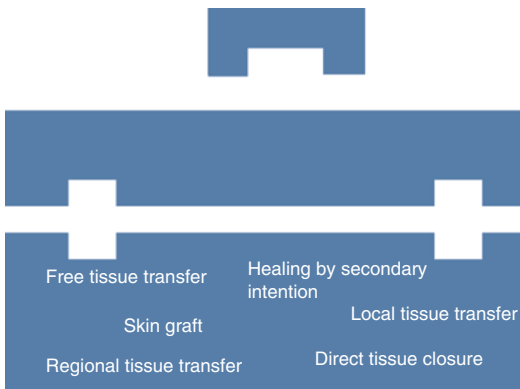 Free tissue transfer
Healing by secondary
intention
Local tissue transfer
Skin graft
Direct tissue closure
Regional tissue transfer